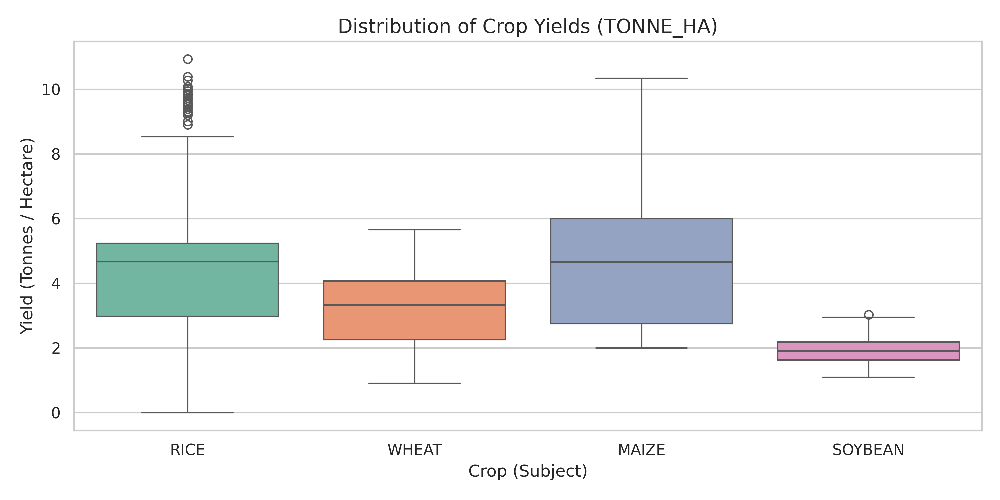 Distribution of Crop Yields (TONNE_HA)
Yield (Tonnes / Hectare)
10
8
6
4
2
0
RICE WHEAT MAIZE SOYBEAN
Crop (Subject)